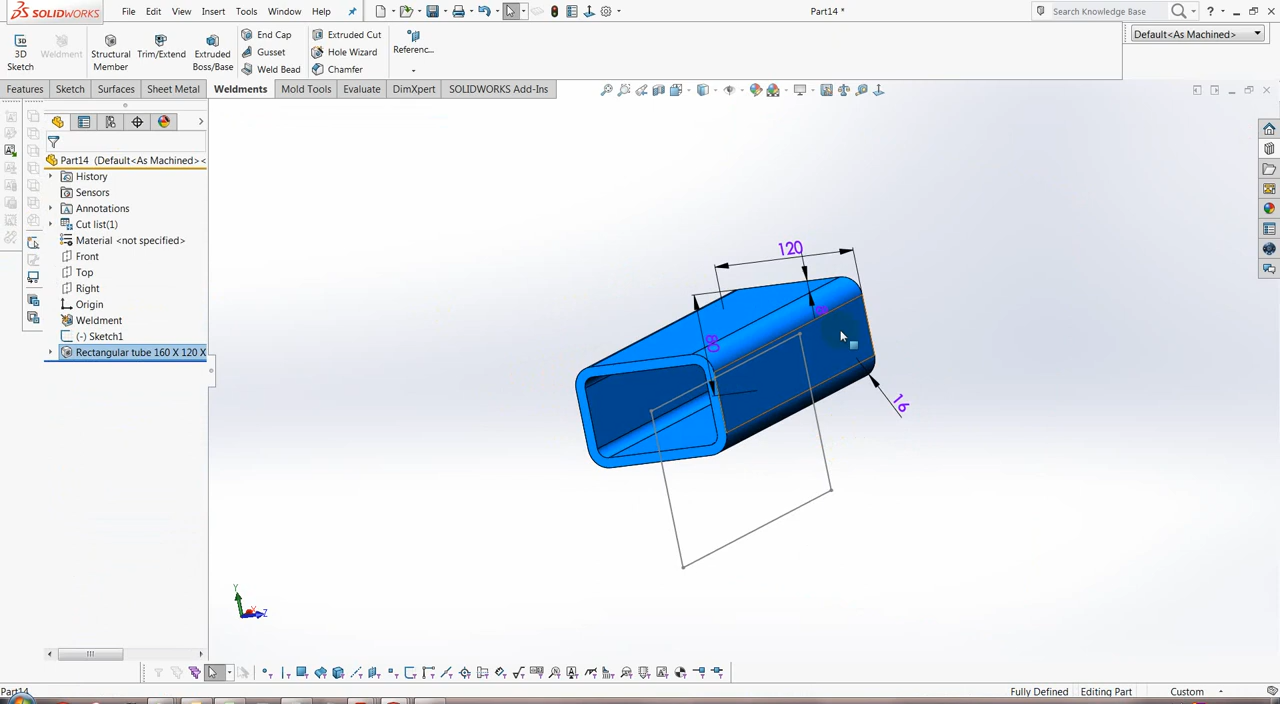 SOLIDWORKS File Edit View Insert Tools Window Help Part14 * Search Knowledge Base
3D Sketch Weldment Structural Member Trim/Extend Extruded Boss/Base End Cap Extruded Cut Referenc... Default<As Machined>
Gusset Hole Wizard
Weld Bead Chamfer
Features Sketch Surfaces Sheet Metal Weldments Mold Tools Evaluate DimXpert SOLIDWORKS Add-Ins
Part14 (Default<As Machined><
History
Sensors
Annotations
Cut list(1)
Material <not specified>
Front
Top
Right
Origin
Weldment
(-) Sketch1
Rectangular tube 160 X 120 X
120
80
16
Y
Z
Part14
Fully Defined Editing Part Custom